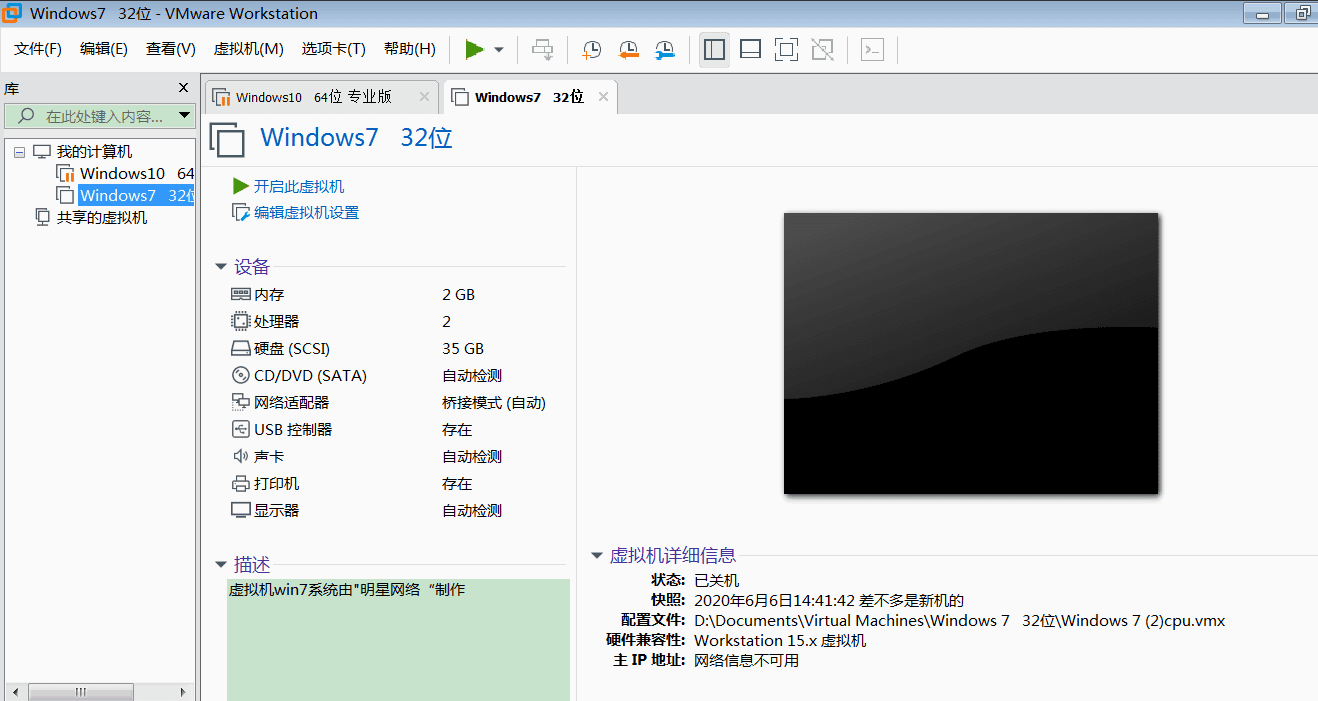 Windows7 32位 - VMware Workstation
文件(F) 编辑(E) 查看(V) 虚拟机(M) 选项卡(T) 帮助(H)
库
在此处键入内容...
我的计算机
Windows10 64
Windows7 32位
共享的虚拟机
Windows10 64位 专业版
Windows7 32位
Windows7 32位
开启此虚拟机
编辑虚拟机设置
设备
内存 2 GB
处理器 2
硬盘 (SCSI) 35 GB
CD/DVD (SATA) 自动检测
网络适配器 桥接模式 (自动)
USB 控制器 存在
声卡 自动检测
打印机 存在
显示器 自动检测
描述
虚拟机win7系统由"明星网络“制作
虚拟机详细信息
状态: 已关机
快照: 2020年6月6日14:41:42 差不多是新机的
配置文件: D:\Documents\Virtual Machines\Windows 7 32位\Windows 7 (2)cpu.vmx
硬件兼容性: Workstation 15.x 虚拟机
主 IP 地址: 网络信息不可用